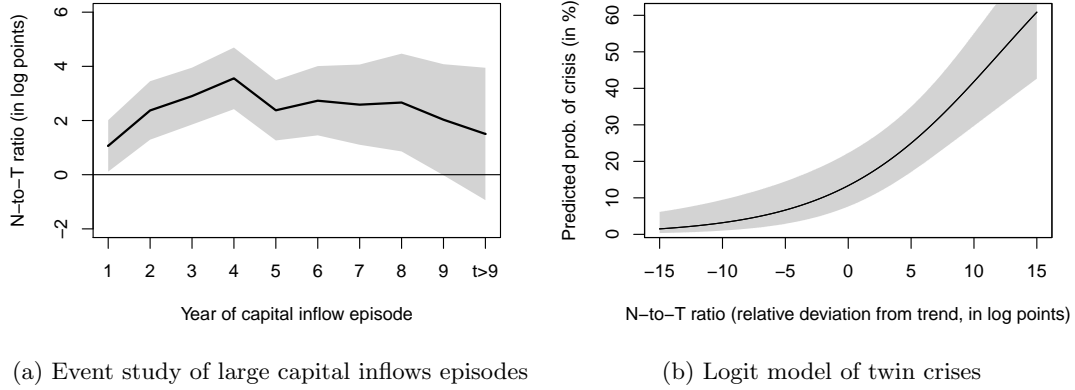 N−to−T ratio (in log points)
6
4
2
0
−2
1 2 3 4 5 6 7 8 9 t>9
Year of capital inflow episode
(a) Event study of large capital inflows episodes
Predicted prob. of crisis (in %)
60
50
40
30
20
10
0
−15 −10 −5 0 5 10 15
N−to−T ratio (relative deviation from trend, in log points)
(b) Logit model of twin crises